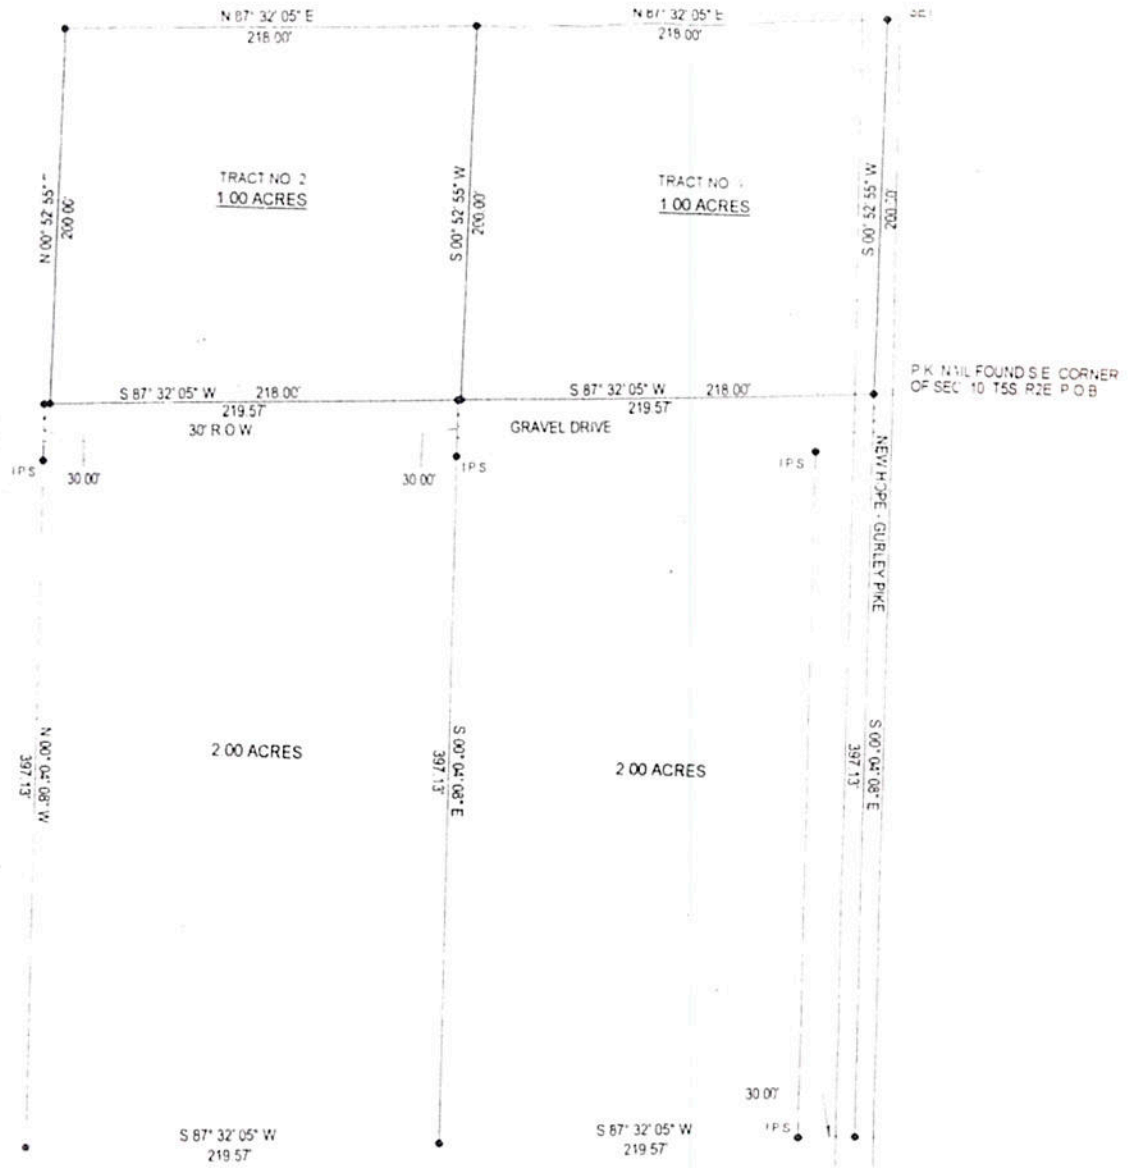 N 87° 32' 05" E
218.00'
N 87° 32' 05" E
218.00'
SET
N 00° 52' 55"
200.00'
TRACT NO. 2
1.00 ACRES
S 00° 52' 55" W
200.00'
TRACT NO.
1.00 ACRES
S 00° 52' 55" W
200.00'
P.K. NAIL FOUND S.E. CORNER
OF SEC. 10 T5S R2E P.O.B
S 87° 32' 05" W 218.00'
219.57'
S 87° 32' 05" W 218.00'
219.57'
30' R.O.W
GRAVEL DRIVE
I.P.S
30.00'
30.00'
I.P.S
I.P.S
NEW HOPE - GURLEY PIKE
N 00° 04' 08" W
397.13'
2.00 ACRES
S 00° 04' 08" E
397.13'
2.00 ACRES
S 00° 04' 08" E
397.13'
30.00'
S 87° 32' 05" W
219.57'
S 87° 32' 05" W
219.57'
I.P.S